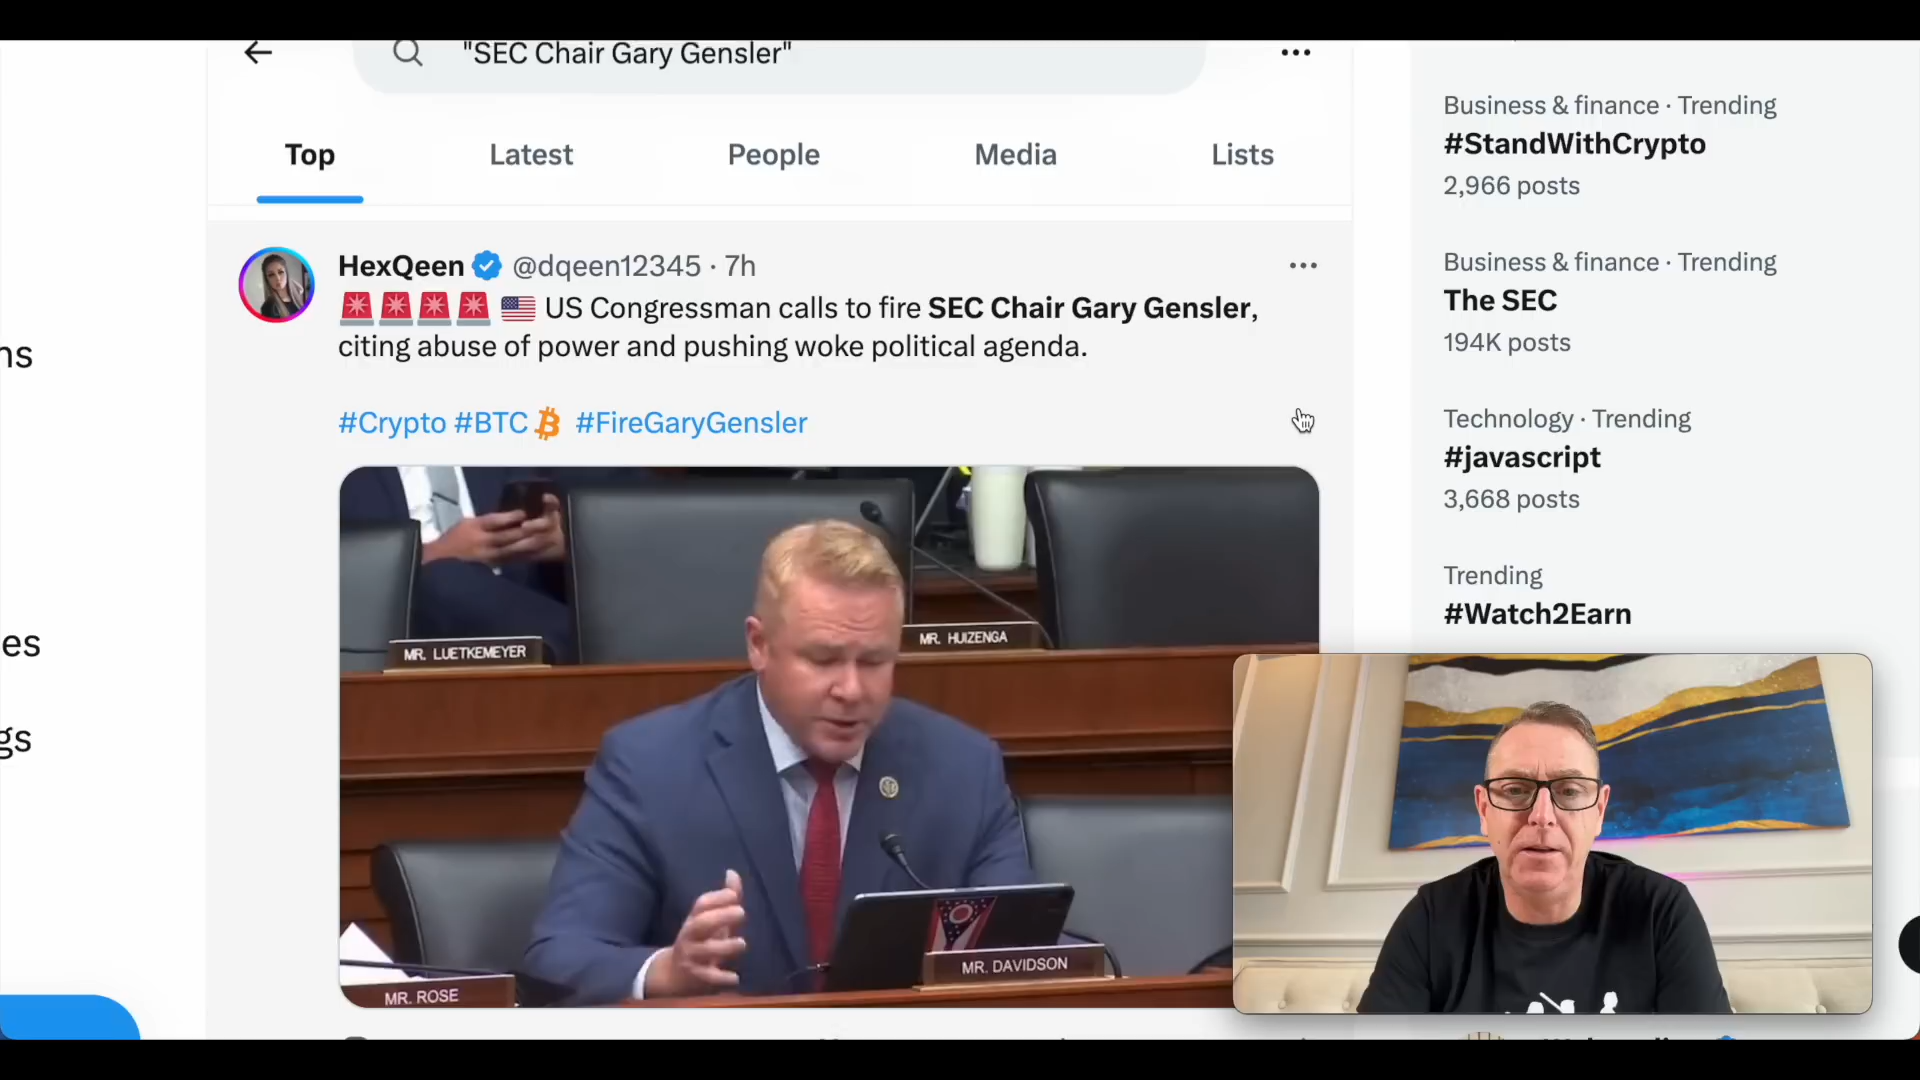 "SEC Chair Gary Gensler"
Top
Latest
People
Media
Lists
HexQeen @dqeen12345 · 7h
🚨🚨🚨🚨 🇺🇸 US Congressman calls to fire SEC Chair Gary Gensler,
citing abuse of power and pushing woke political agenda.
#Crypto #BTC #FireGaryGensler
MR. LUETKEMEYER
MR. HUIZENGA
MR. DAVIDSON
MR. ROSE
Business & finance · Trending
#StandWithCrypto
2,966 posts
Business & finance · Trending
The SEC
194K posts
Technology · Trending
#javascript
3,668 posts
Trending
#Watch2Earn
ns
es
gs